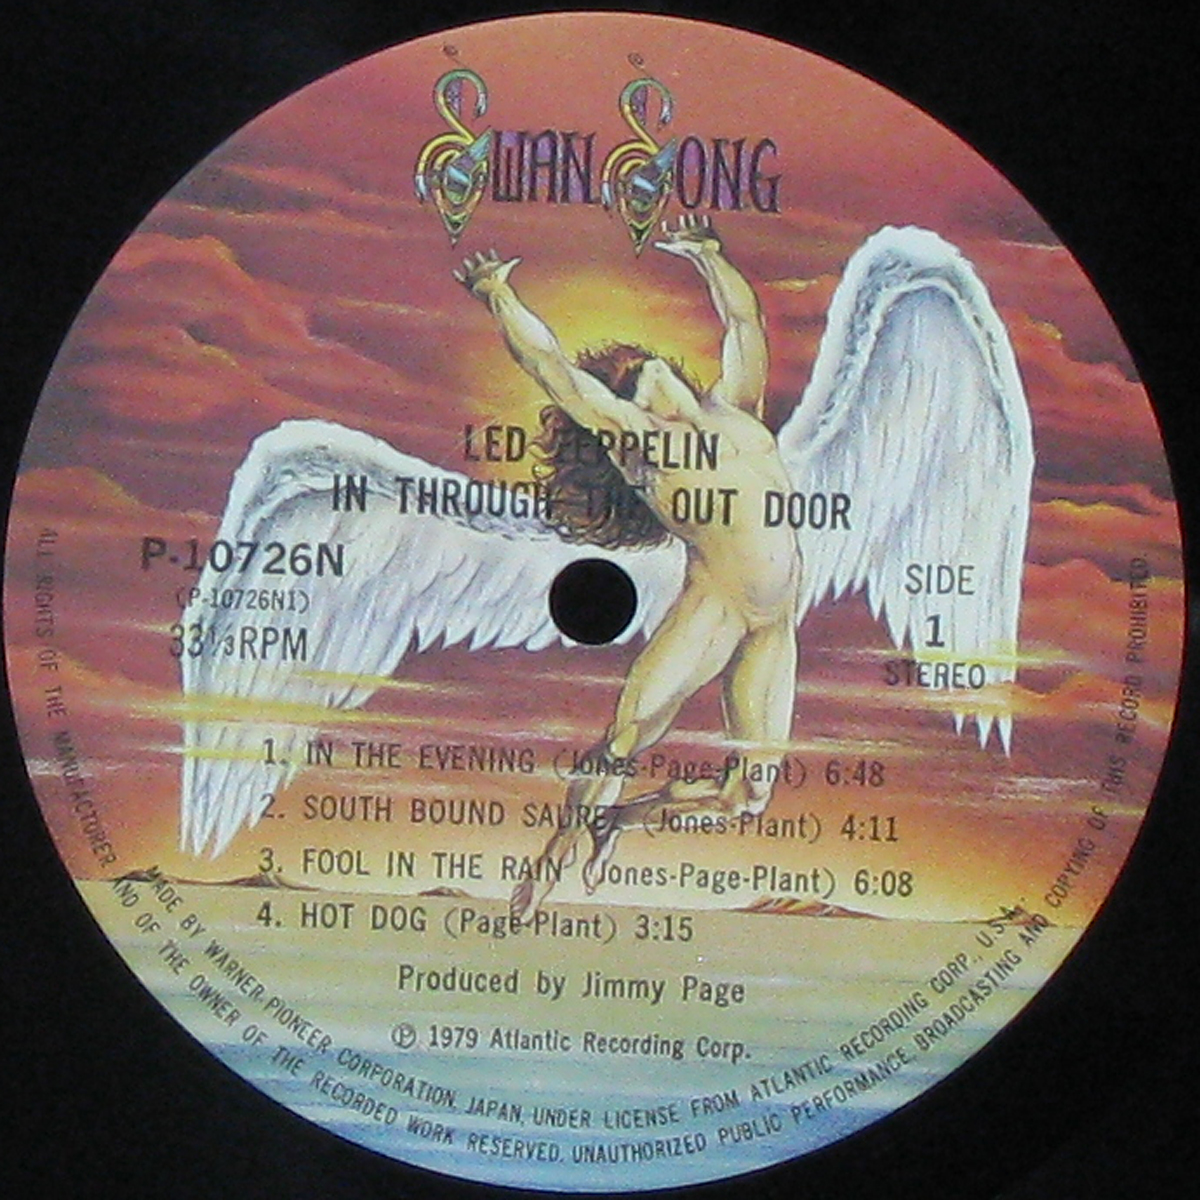 SWAN SONG
LED ZEPPELIN
IN THROUGH THE OUT DOOR
P-10726N
(P-10726N1)
33⅓RPM
SIDE
1
STEREO
1. IN THE EVENING (Jones-Page-Plant) 6:48
2. SOUTH BOUND SAUREZ (Jones-Plant) 4:11
3. FOOL IN THE RAIN (Jones-Page-Plant) 6:08
4. HOT DOG (Page-Plant) 3:15
Produced by Jimmy Page
℗ 1979 Atlantic Recording Corp.
MADE BY WARNER-PIONEER CORPORATION, JAPAN, UNDER LICENSE FROM ATLANTIC RECORDING CORP., U.S.A.
ALL RIGHTS OF THE MANUFACTURER AND OF THE OWNER OF THE RECORDED WORK RESERVED. UNAUTHORIZED PUBLIC PERFORMANCE, BROADCASTING AND COPYING OF THIS RECORD PROHIBITED.